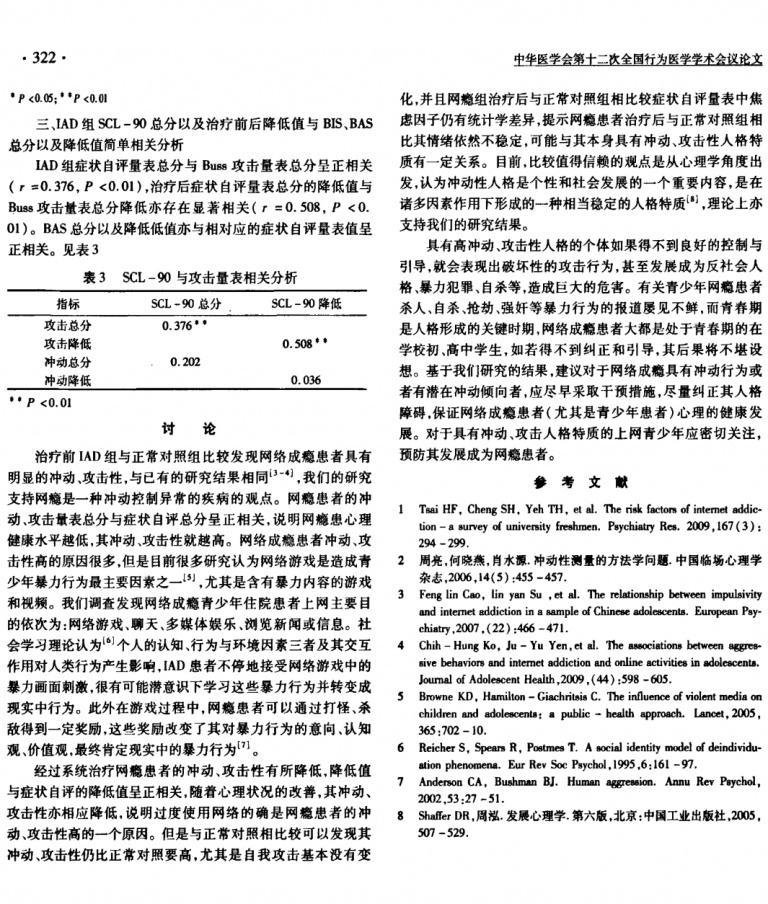 ·322·
中华医学会第十二次全国行为医学学术会议论文
*P<0.05;**P<0.01
三、IAD 组 SCL-90 总分以及治疗前后降低值与 BIS、BAS
总分以及降低值简单相关分析
IAD 组症状自评量表总分与 Buss 攻击量表总分呈正相关
(r=0.376, P<0.01),治疗后症状自评量表总分的降低值与
Buss 攻击量表总分降低亦存在显著相关(r=0.508, P<0.
01)。BAS 总分以及降低低值亦与相对应的症状自评量表值呈
正相关。见表3
表3 SCL-90 与攻击量表相关分析
指标 SCL-90 总分 SCL-90 降低
攻击总分 0.376**
攻击降低 0.508**
冲动总分 0.202
冲动降低 0.036
**P<0.01
讨 论
治疗前 IAD 组与正常对照组比较发现网络成瘾患者具有
明显的冲动、攻击性,与已有的研究结果相同[3-4],我们的研究
支持网瘾是一种冲动控制异常的疾病的观点。网瘾患者的冲
动、攻击量表总分与症状自评总分呈正相关,说明网瘾患心理
健康水平越低,其冲动、攻击性就越高。网络成瘾患者冲动、攻
击性高的原因很多,但是目前很多研究认为网络游戏是造成青
少年暴力行为最主要因素之一[5],尤其是含有暴力内容的游戏
和视频。我们调查发现网络成瘾青少年住院患者上网主要目
的依次为:网络游戏、聊天、多媒体娱乐、浏览新闻或信息。社
会学习理论认为[6]个人的认知、行为与环境因素三者及其交互
作用对人类行为产生影响,IAD 患者不停地接受网络游戏中的
暴力画面刺激,很有可能潜意识下学习这些暴力行为并转变成
现实中行为。此外在游戏过程中,网瘾患者可以通过打怪、杀
敌得到一定奖励,这些奖励改变了其对暴力行为的意向、认知
观、价值观,最终肯定现实中的暴力行为[7]。
经过系统治疗网瘾患者的冲动、攻击性有所降低,降低值
与症状自评的降低值呈正相关,随着心理状况的改善,其冲动、
攻击性亦相应降低,说明过度使用网络的确是网瘾患者的冲
动、攻击性高的一个原因。但是与正常对照相比较可以发现其
冲动、攻击性仍比正常对照要高,尤其是自我攻击基本没有变
化,并且网瘾组治疗后与正常对照组相比较症状自评量表中焦
虑因子仍有统计学差异,提示网瘾患者治疗后与正常对照组相
比其情绪依然不稳定,可能与其本身具有冲动、攻击性人格特
质有一定关系。目前,比较值得信赖的观点是从心理学角度出
发,认为冲动性人格是个性和社会发展的一个重要内容,是在
诸多因素作用下形成的一种相当稳定的人格特质[8],理论上亦
支持我们的研究结果。
具有高冲动、攻击性人格的个体如果得不到良好的控制与
引导,就会表现出破坏性的攻击行为,甚至发展成为反社会人
格、暴力犯罪、自杀等,造成巨大的危害。有关青少年网瘾患者
杀人、自杀、抢劫、强奸等暴力行为的报道屡见不鲜,而青春期
是人格形成的关键时期,网络成瘾患者大都是处于青春期的在
学校初、高中学生,如若得不到纠正和引导,其后果将不堪设
想。基于我们研究的结果,建议对于网络成瘾具有冲动行为或
者有潜在冲动倾向者,应尽早采取干预措施,尽量纠正其人格
障碍,保证网络成瘾患者(尤其是青少年患者)心理的健康发
展。对于具有冲动、攻击人格特质的上网青少年应密切关注,
预防其发展成为网瘾患者。
参 考 文 献
1 Tsai HF, Cheng SH, Yeh TH, et al. The risk factors of internet addic-
tion-a survey of university freshmen. Psychiatry Res. 2009,167(3):
294-299.
2 周亮,何晓燕,肖水源.冲动性测量的方法学问题.中国临床心理学
杂志,2006,14(5):455-457.
3 Feng lin Cao, lin yan Su ,et al. The relationship between impulsivity
and internet addiction in a sample of Chinese adolescents. European Psy-
chiatry,2007,(22):466-471.
4 Chih-Hung Ko, Ju-Yu Yen,et al. The associations between aggres-
sive behaviors and internet addiction and online activities in adolescents.
Journal of Adolescent Health,2009,(44):598-605.
5 Browne KD, Hamilton-Giachritsis C. The influence of violent media on
children and adolescents: a public-health approach. Lancet,2005,
365:702-10.
6 Reicher S, Spears R, Postmes T. A social identity model of deindividu-
ation phenomena. Eur Rev Soc Psychol,1995,6:161-97.
7 Anderson CA, Bushman BJ. Human aggression. Annu Rev Psychol,
2002,53:27-51.
8 Shaffer DR,周泓.发展心理学.第六版,北京:中国工业出版社,2005,
507-529.